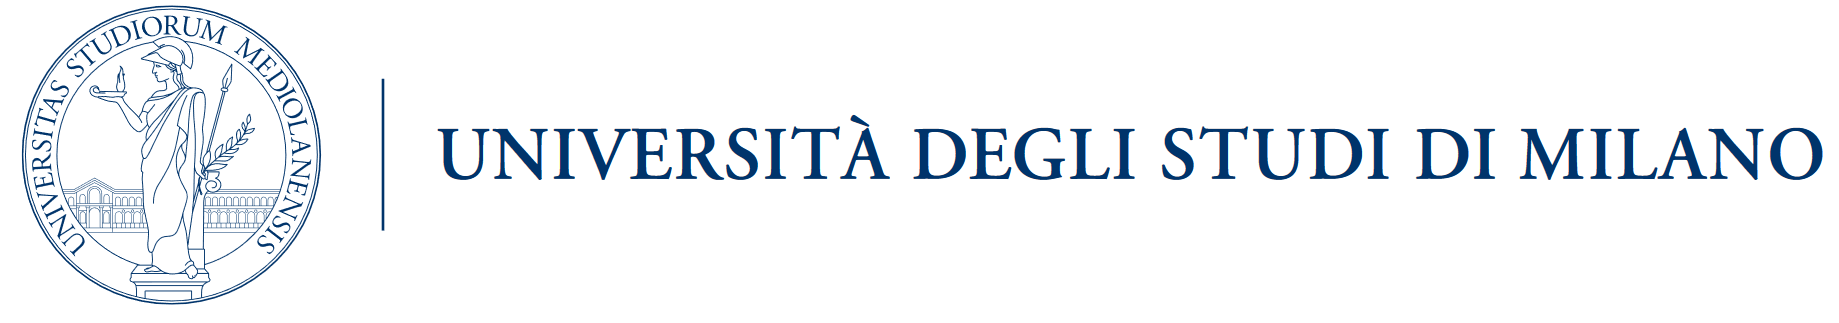 UNIVERSITAS STUDIORUM MEDIOLANENSIS
UNIVERSITÀ DEGLI STUDI DI MILANO